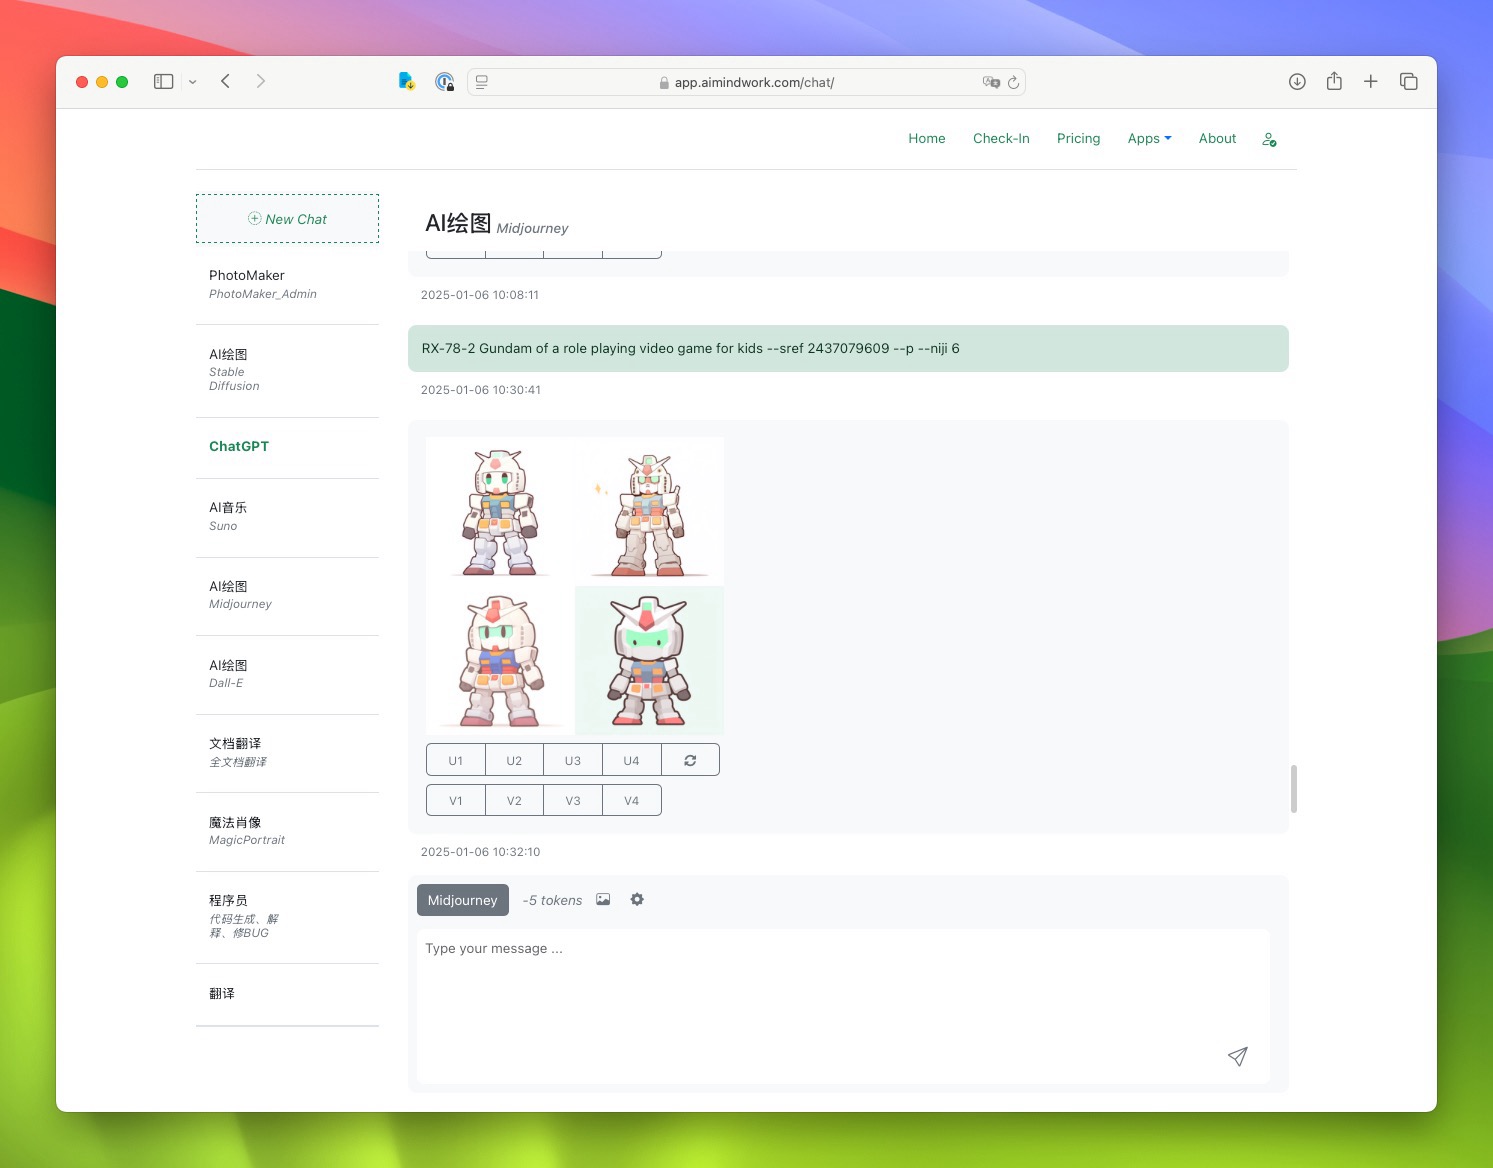 app.aimindwork.com/chat/
Home Check-In Pricing Apps About
New Chat
PhotoMaker
PhotoMaker_Admin
AI绘图
Stable
Diffusion
ChatGPT
AI音乐
Suno
AI绘图
Midjourney
AI绘图
Dall-E
文档翻译
全文档翻译
魔法肖像
MagicPortrait
程序员
代码生成、解
释、修BUG
翻译
AI绘图 Midjourney
2025-01-06 10:08:11
RX-78-2 Gundam of a role playing video game for kids --sref 2437079609 --p --niji 6
2025-01-06 10:30:41
U1 U2 U3 U4
V1 V2 V3 V4
2025-01-06 10:32:10
Midjourney -5 tokens
Type your message ...